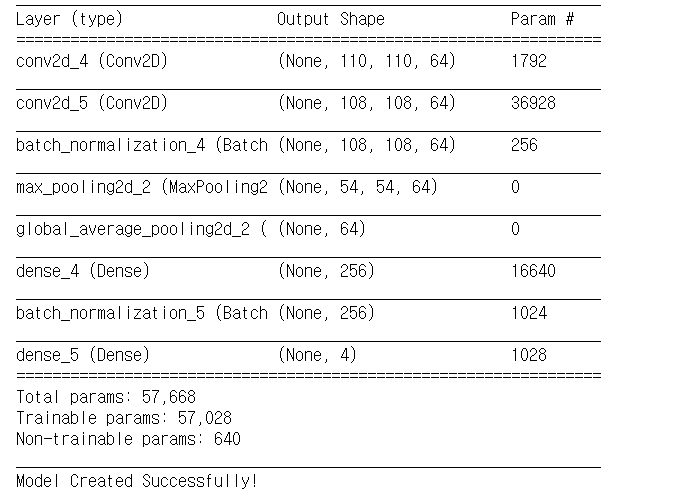 Layer (type) Output Shape Param #
=================================================================
conv2d_4 (Conv2D) (None, 110, 110, 64) 1792
conv2d_5 (Conv2D) (None, 108, 108, 64) 36928
batch_normalization_4 (Batch (None, 108, 108, 64) 256
max_pooling2d_2 (MaxPooling2 (None, 54, 54, 64) 0
global_average_pooling2d_2 ( (None, 64) 0
dense_4 (Dense) (None, 256) 16640
batch_normalization_5 (Batch (None, 256) 1024
dense_5 (Dense) (None, 4) 1028
=================================================================
Total params: 57,668
Trainable params: 57,028
Non-trainable params: 640
Model Created Successfully!